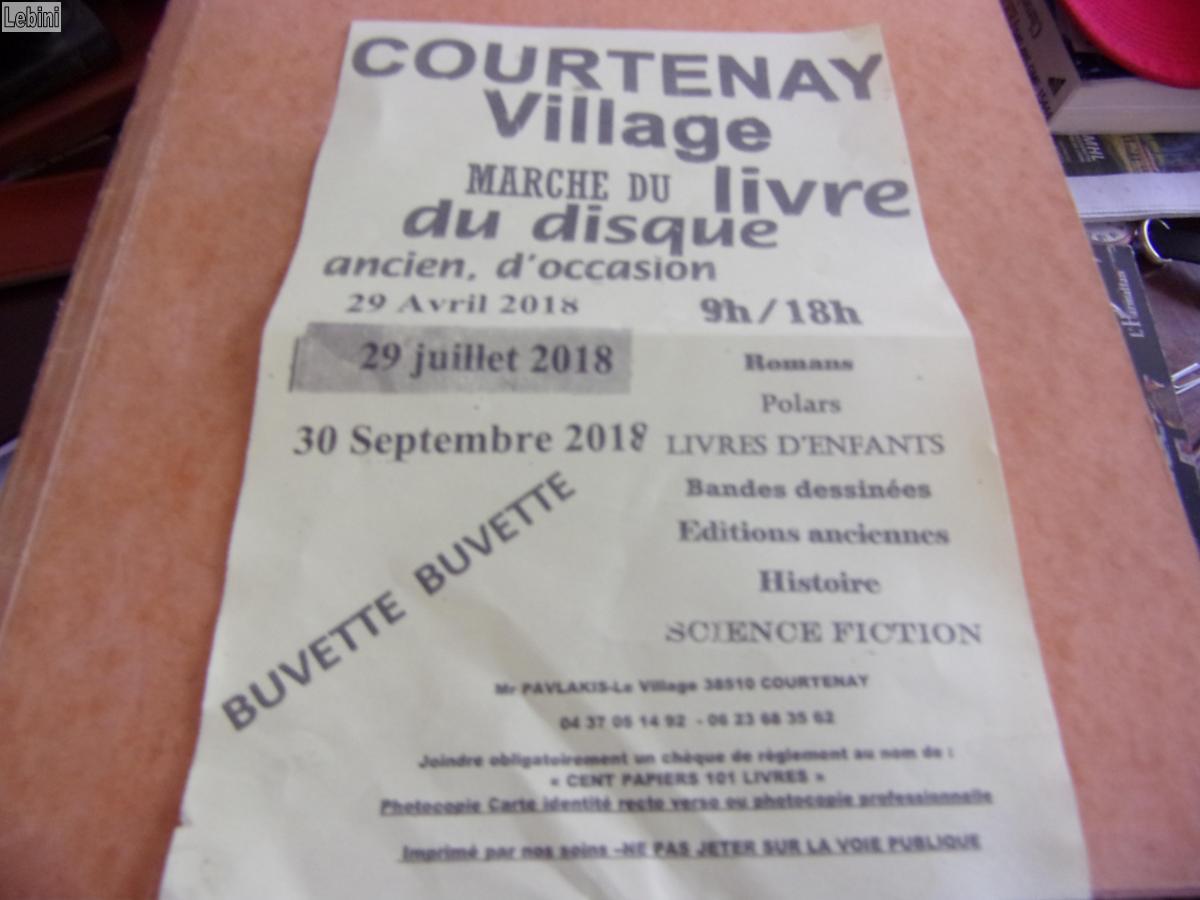 Lebini
COURTENAY
Village
MARCHE DU livre
du disque
ancien, d'occasion
29 Avril 2018 9h / 18h
29 juillet 2018
30 Septembre 2018
Romans
Polars
LIVRES D'ENFANTS
Bandes dessinées
Editions anciennes
Histoire
SCIENCE FICTION
BUVETTE BUVETTE
Mr PAVLAKIS-Le Village 38510 COURTENAY
04 37 05 14 92 - 06 23 68 35 62
Joindre obligatoirement un chèque de règlement au nom de :
« CENT PAPIERS 101 LIVRES »
Photocopie Carte identité recto verso ou photocopie professionnelle
Imprimé par nos soins –NE PAS JETER SUR LA VOIE PUBLIQUE
MHL
L'Harmattan